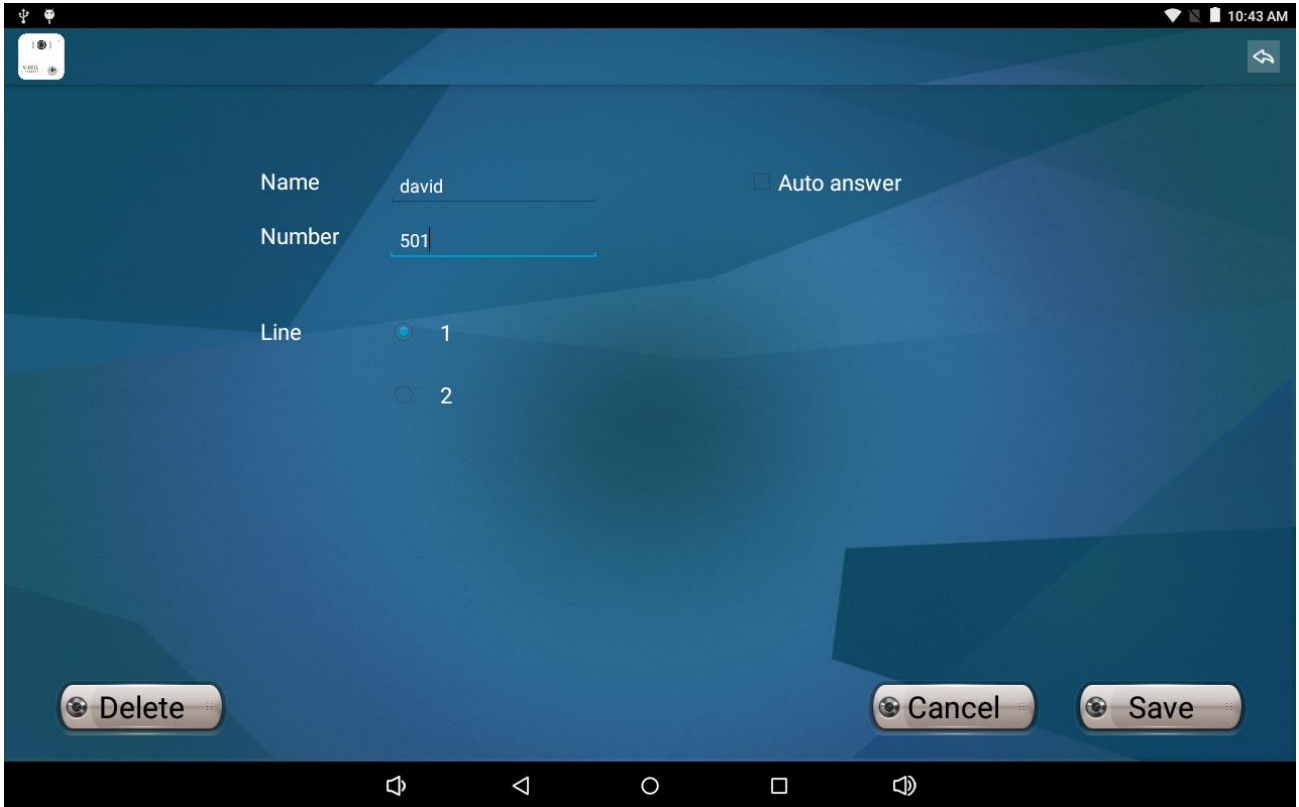 10:43 AM
Name david
Auto answer
Number 501
Line 1
2
Delete
Cancel
Save